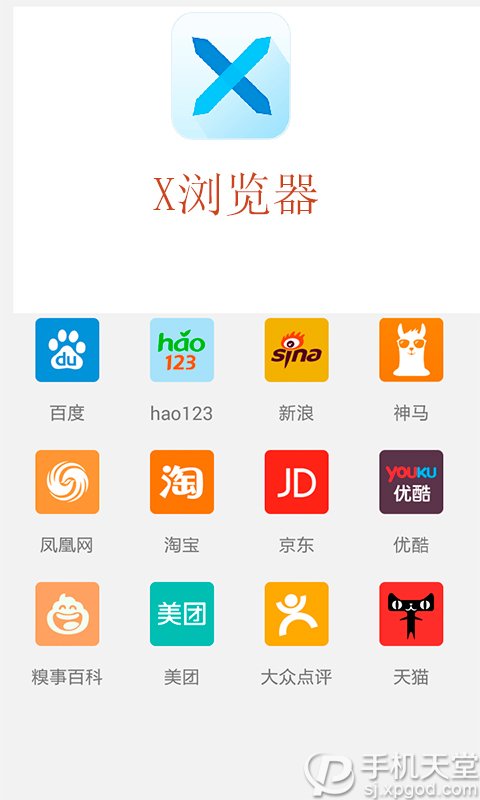 X浏览器
du
hao
123
sina
百度
hao123
新浪
神马
淘
JD
YOUKU
优酷
凤凰网
淘宝
京东
优酷
美团
糗事百科
美团
大众点评
天猫
手机天堂
sj.xpgod.com